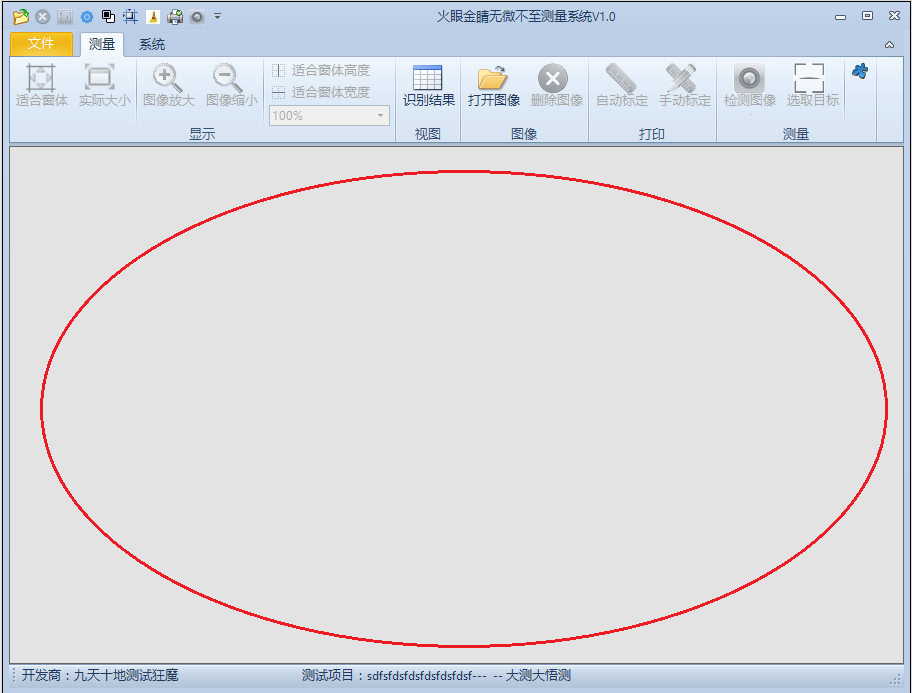 火眼金睛无微不至测量系统V1.0
文件 测量 系统
适合窗体 实际大小 图像放大 图像缩小 适合窗体高度 适合窗体宽度 100% 识别结果 打开图像 删除图像 自动标定 手动标定 检测图像 选取目标
显示 视图 图像 打印 测量
开发商：九天十地测试狂魔 测试项目：sdfsfdsfdsfdsfdsfdsf--- -- 大测大悟测